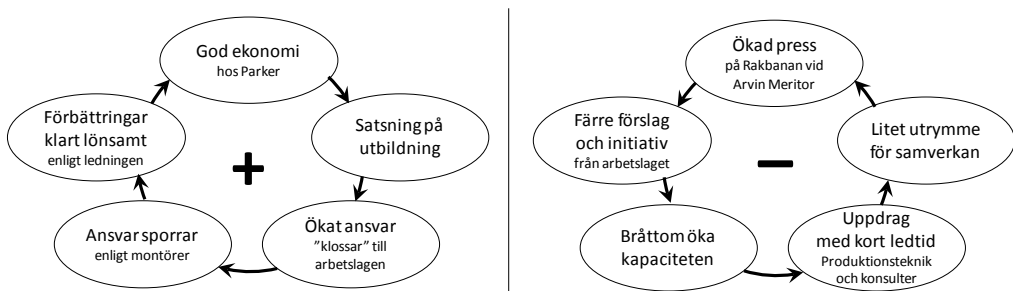 God ekonomi
hos Parker
Satsning på
utbildning
Ökat ansvar
"klossar" till
arbetslagen
Ansvar sporrar
enligt montörer
Förbättringar
klart lönsamt
enligt ledningen
+
Ökad press
på Rakbanan vid
Arvin Meritor
Färre förslag
och initiativ
från arbetslaget
Bråttom öka
kapaciteten
Uppdrag
med kort ledtid
Produktionsteknik
och konsulter
Litet utrymme
för samverkan
−